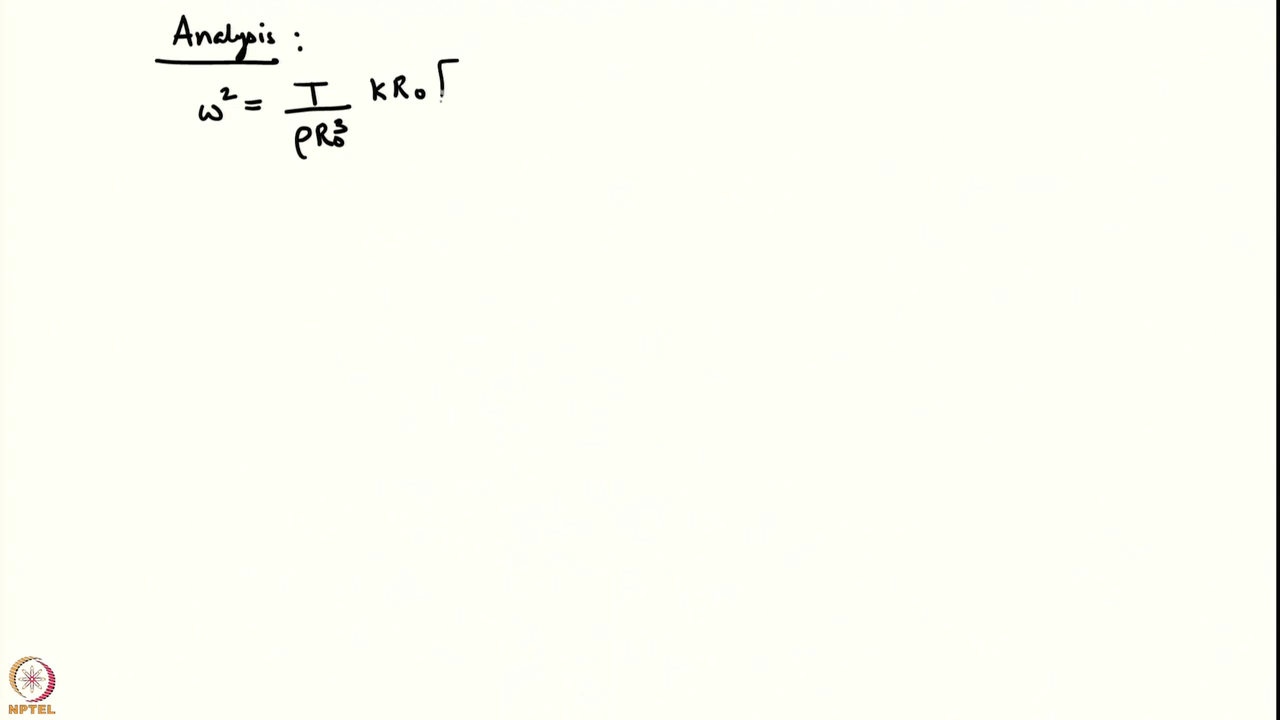 Analysis :
ω² = T / ρR₀³ kR₀ [
NPTEL